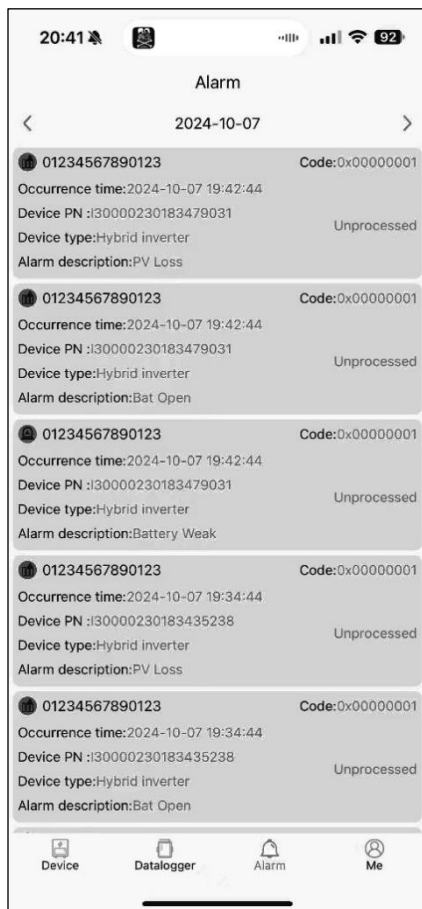 20:41 92
Alarm
2024-10-07
01234567890123 Code:0x00000001
Occurrence time:2024-10-07 19:42:44
Device PN :I30000230183479031
Unprocessed
Device type:Hybrid inverter
Alarm description:PV Loss
01234567890123 Code:0x00000001
Occurrence time:2024-10-07 19:42:44
Device PN :I30000230183479031
Unprocessed
Device type:Hybrid inverter
Alarm description:Bat Open
01234567890123 Code:0x00000001
Occurrence time:2024-10-07 19:42:44
Device PN :I30000230183479031
Unprocessed
Device type:Hybrid inverter
Alarm description:Battery Weak
01234567890123 Code:0x00000001
Occurrence time:2024-10-07 19:34:44
Device PN :I30000230183435238
Unprocessed
Device type:Hybrid inverter
Alarm description:PV Loss
01234567890123 Code:0x00000001
Occurrence time:2024-10-07 19:34:44
Device PN :I30000230183435238
Unprocessed
Device type:Hybrid inverter
Alarm description:Bat Open
Device Datalogger Alarm Me